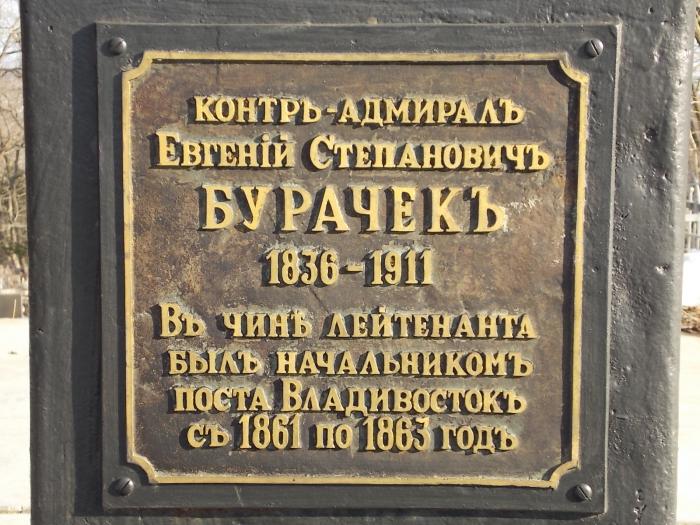 КОНТРЪ-АДМИРАЛЪ
ЕВГЕНІЙ СТЕПАНОВИЧЪ
БУРАЧЕКЪ
1836-1911
ВЪ ЧИНѢ ЛЕЙТЕНАНТА
БЫЛЪ НАЧАЛЬНИКОМЪ
ПОСТА ВЛАДИВОСТОКЪ
СЪ 1861 ПО 1863 ГОДЪ